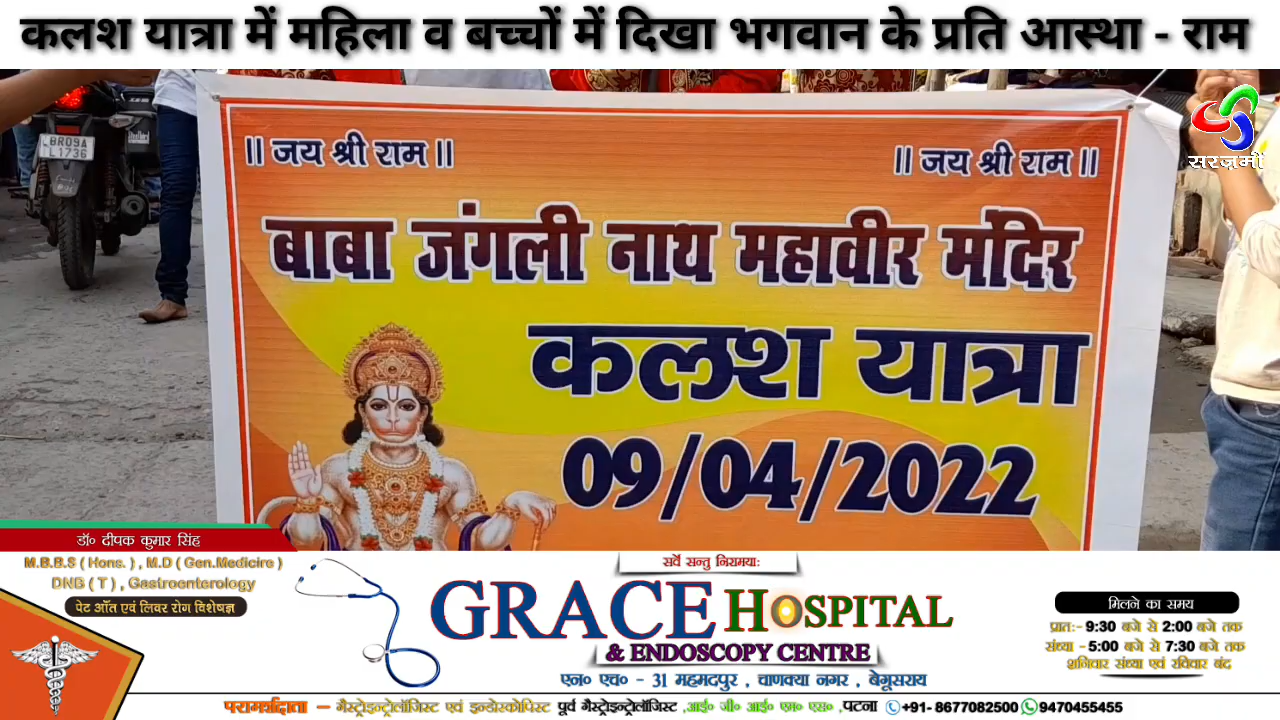 कलश यात्रा में महिला व बच्चों में दिखा भगवान के प्रति आस्था - राम
सरज़मीं
BR09A
L1736
|| जय श्री राम ||
|| जय श्री राम ||
बाबा जंगली नाथ महावीर मंदिर
कलश यात्रा
09/04/2022
डॉ० दीपक कुमार सिंह
M.B.B.S ( Hons. ) , M.D ( Gen.Medicire )
DNB ( T ) , Gastroenterology
पेट आँत एवं लिवर रोग विशेषज्ञ
सर्वे सन्तु निरामयाः
GRACE HOSPITAL
& ENDOSCOPY CENTRE
एन० एच० - 31 महमदपुर , चाणक्या नगर , बेगूसराय
मिलने का समय
प्रातः- 9:30 बजे से 2:00 बजे तक
संध्या - 5:00 बजे से 7:30 बजे तक
शनिवार संध्या एवं रविवार बंद
परामर्शदाता – गैस्ट्रोइन्ट्रोलॉजिस्ट एवं इन्डोस्कोपिस्ट पूर्व गैस्ट्रोइन्ट्रोलॉजिस्ट ,आई० जी० आई० एम० एस० ,पटना +91- 8677082500 9470455455